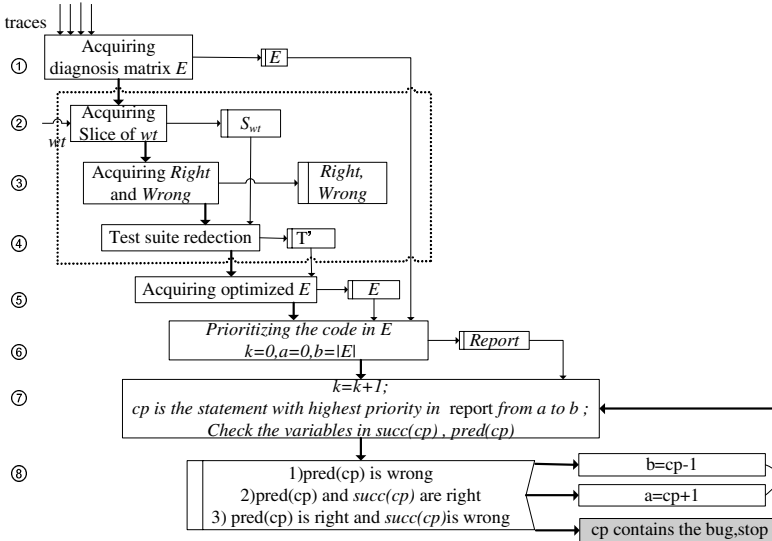 traces
① Acquiring
diagnosis matrix E
E
② Acquiring
Slice of wt
wt
S_wt
③ Acquiring Right
and Wrong
Right,
Wrong
④ Test suite redection
T'
⑤ Acquiring optimized E
E
⑥ Prioritizing the code in E
k=0,a=0,b=|E|
Report
⑦ k=k+1;
cp is the statement with highest priority in report from a to b ;
Check the variables in succ(cp) , pred(cp)
⑧ 1)pred(cp) is wrong
2)pred(cp) and succ(cp) are right
3) pred(cp) is right and succ(cp)is wrong
b=cp-1
a=cp+1
cp contains the bug,stop